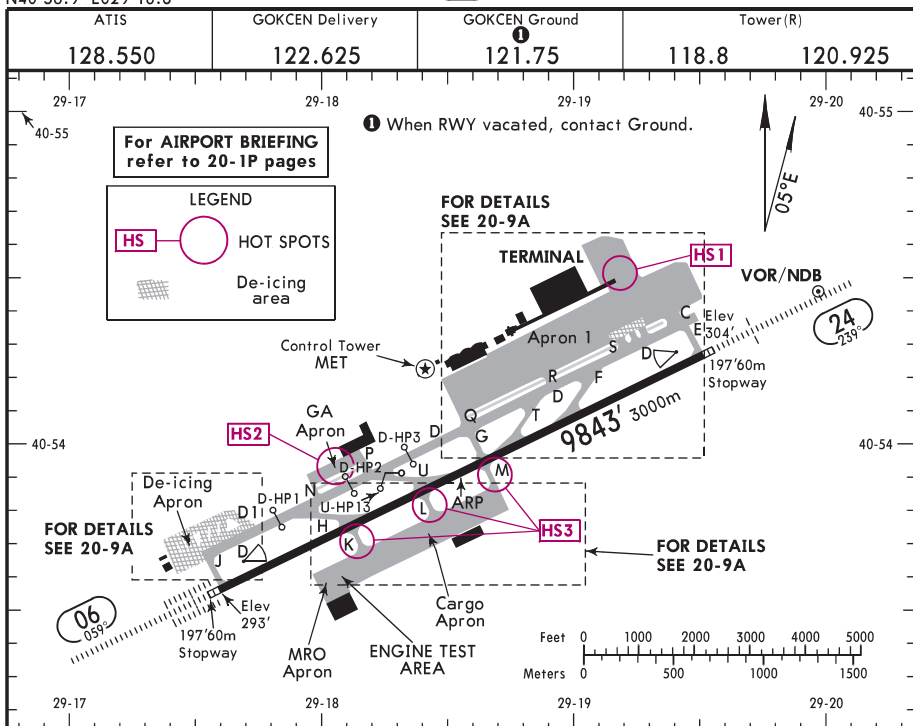 ATIS
128.550
GOKCEN Delivery
122.625
GOKCEN Ground
1
121.75
Tower(R)
118.8 120.925
29-17
29-18
29-19
29-20
40-55
40-55
1 When RWY vacated, contact Ground.
For AIRPORT BRIEFING
refer to 20-1P pages
LEGEND
HS
HOT SPOTS
De-icing
area
05°E
FOR DETAILS
SEE 20-9A
TERMINAL
HS1
VOR/NDB
C
E
Elev
304'
24
239°
Apron 1
S
D
197'60m
Stopway
Control Tower
MET
R
F
D
T
Q
G
9843' 3000m
GA
Apron
HS2
P
D-HP3
D
40-54
40-54
D-HP2
U
N
M
De-icing
Apron
D-HP1
U-HP13
ARP
L
D1
H
HS3
FOR DETAILS
SEE 20-9A
K
D
J
FOR DETAILS
SEE 20-9A
06
059°
Elev
293'
197'60m
Stopway
MRO
Apron
ENGINE TEST
AREA
Cargo
Apron
Feet 0 1000 2000 3000 4000 5000
Meters 0 500 1000 1500
29-17
29-18
29-19
29-20